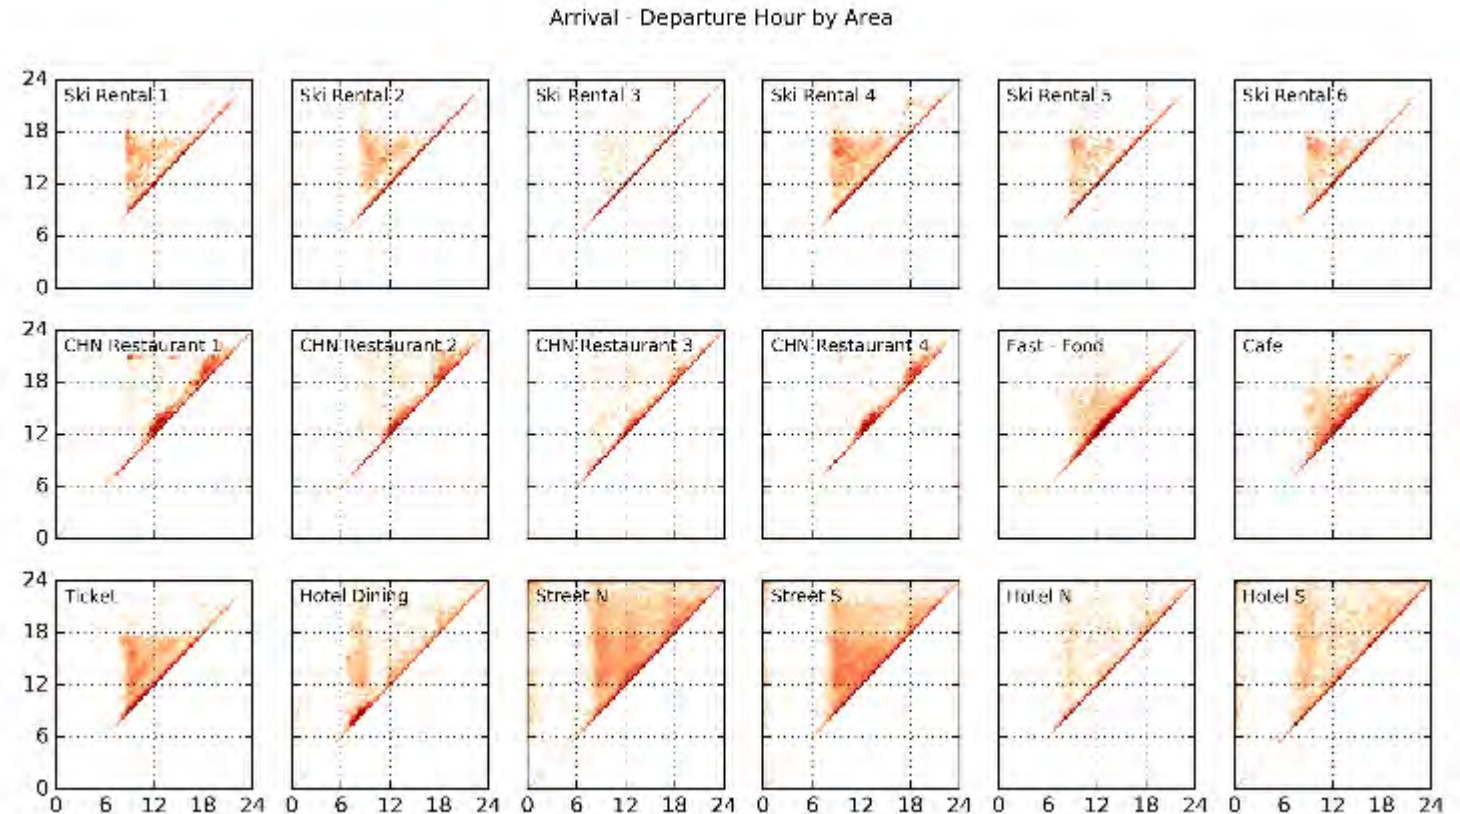 Arrival - Departure Hour by Area
24 Ski Rental 1 Ski Rental 2 Ski Rental 3 Ski Rental 4 Ski Rental 5 Ski Rental 6
18
12
6
0
24 CHN Restaurant 1 CHN Restaurant 2 CHN Restaurant 3 CHN Restaurant 4 Fast - Food Cafe
18
12
6
0
24 Ticket Hotel Dining Street N Street S Hotel N Hotel S
18
12
6
0
0 6 12 18 24 0 6 12 18 24 0 6 12 18 24 0 6 12 18 24 0 6 12 18 24 0 6 12 18 24